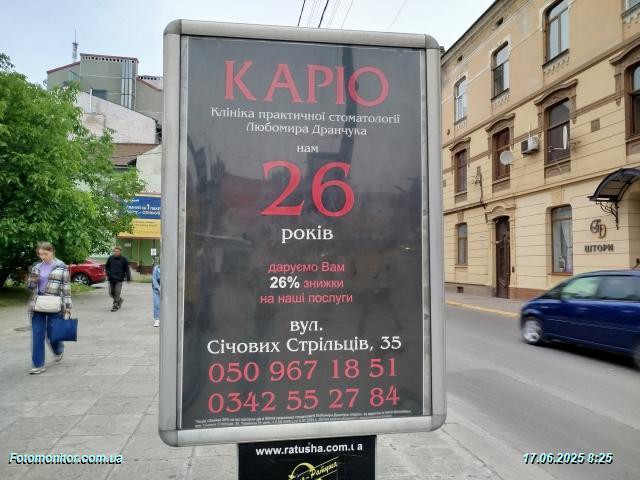 КАРІО
Клініка практичної стоматології
Любомира Дранчука
нам
26
років
даруємо Вам
26% знижки
на наші послуги
вул.
Січових Стрільців, 35
050 967 18 51
0342 55 27 84
www.ratusha.com.ua
ШТОРИ
Fotomonitor.com.ua
17.06.2025 8:25